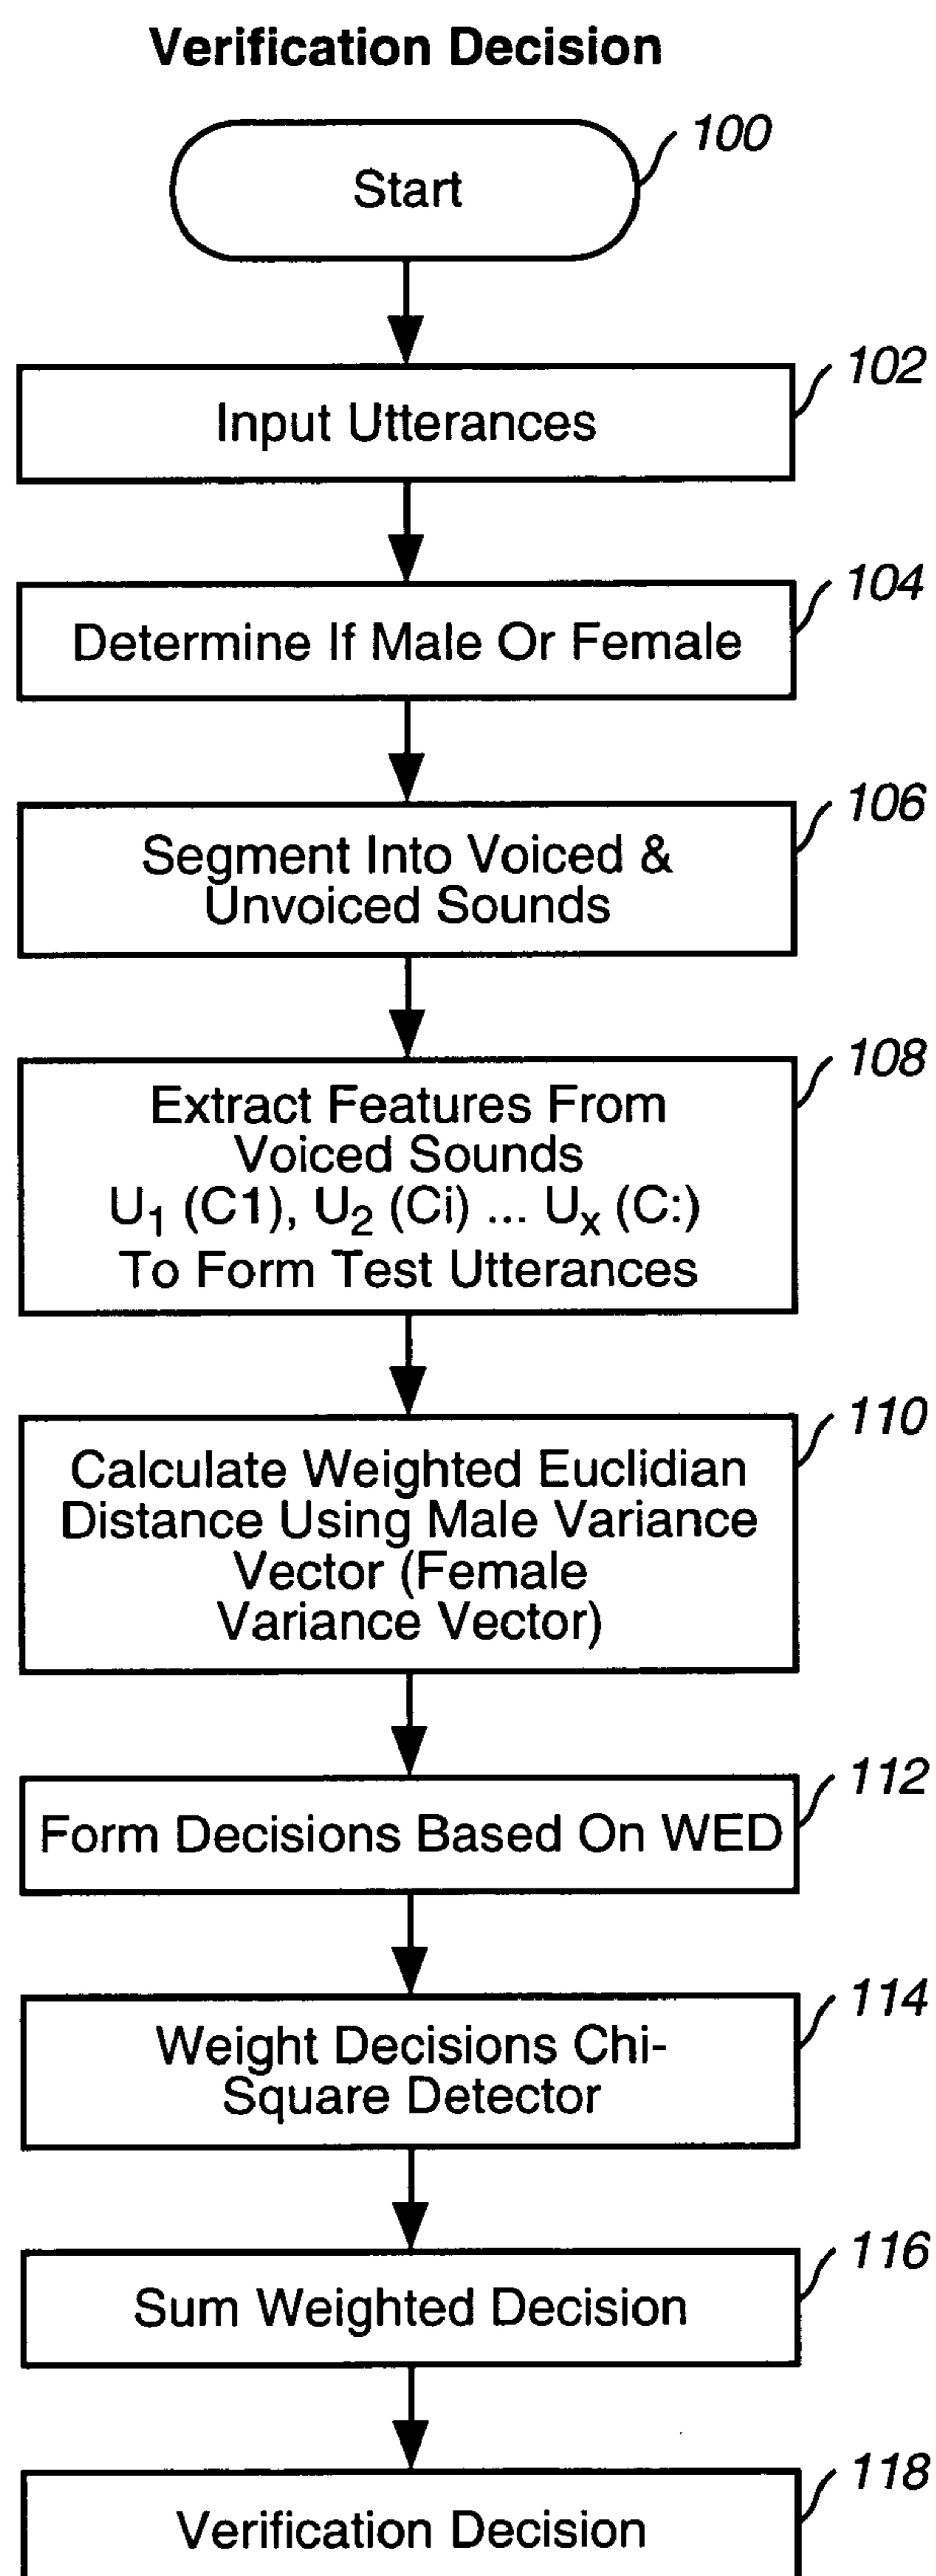 Verification Decision
100
Start
102
Input Utterances
104
Determine If Male Or Female
106
Segment Into Voiced &
Unvoiced Sounds
108
Extract Features From
Voiced Sounds
U₁ (C1), U₂ (Ci) ... Uₓ (C:)
To Form Test Utterances
110
Calculate Weighted Euclidian
Distance Using Male Variance
Vector (Female
Variance Vector)
112
Form Decisions Based On WED
114
Weight Decisions Chi-
Square Detector
116
Sum Weighted Decision
118
Verification Decision